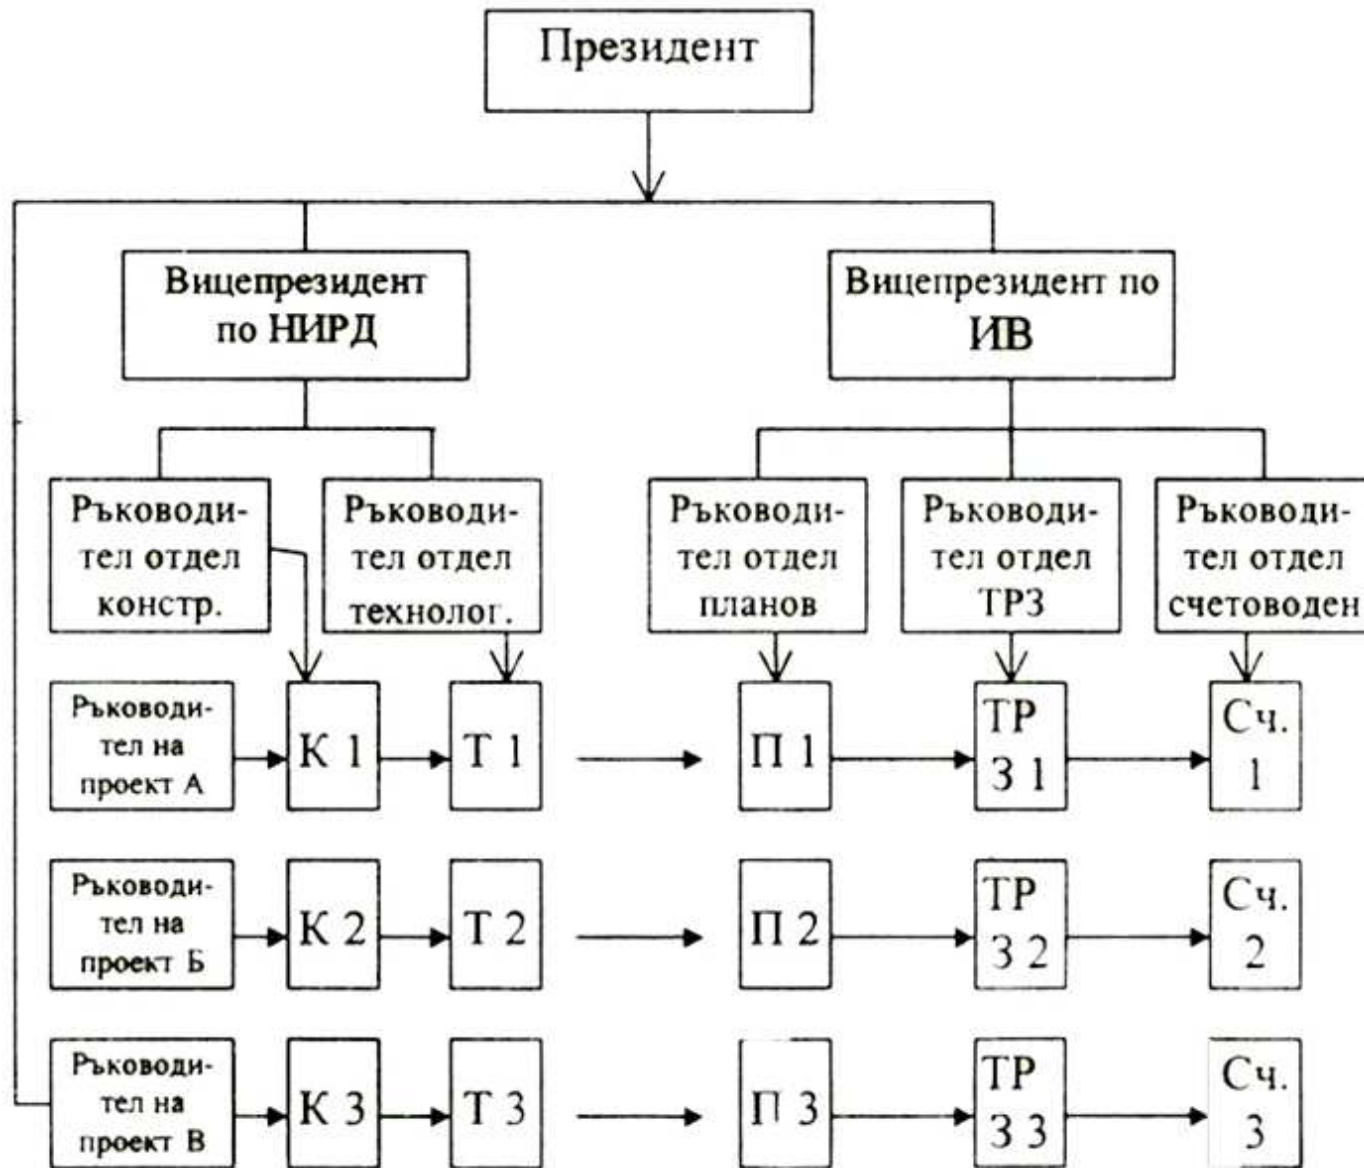 Президент
Вицепрезидент
по НИРД
Вицепрезидент по
ИВ
Ръководи-
тел отдел
констр.
Ръководи-
тел отдел
технолог.
Ръководи-
тел отдел
планов
Ръководи-
тел отдел
ТРЗ
Ръководи-
тел отдел
счетоводен
Ръководи-
тел на
проект А
К 1
Т 1
П 1
ТР
З 1
Сч.
1
Ръководи-
тел на
проект Б
К 2
Т 2
П 2
ТР
З 2
Сч.
2
Ръководи-
тел на
проект В
К 3
Т 3
П 3
ТР
З 3
Сч.
3